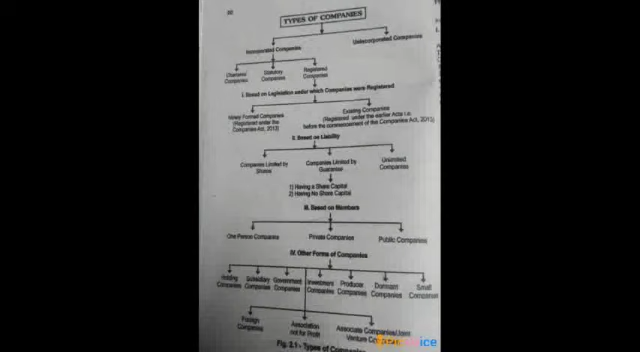 TYPES OF COMPANIES
Incorporated Companies
Unincorporated Companies
Chartered Companies
Statutory Companies
Registered Companies
I. Based on Legislation under which Companies were Registered
Newly Formed Companies
(Registered under the
Companies Act, 2013)
Existing Companies
(Registered under the earlier Acts i.e.
before the commencement of the Companies Act, 2013)
II. Based on Liability
Companies Limited by
Shares
Companies Limited by
Guarantee
Unlimited
Companies
1) Having a Share Capital
2) Having No Share Capital
III. Based on Members
One Person Companies
Private Companies
Public Companies
IV. Other Forms of Companies
Holding
Companies
Subsidiary
Companies
Government
Companies
Investment
Companies
Producer
Companies
Dormant
Companies
Small
Companies
Foreign
Companies
Association
not for Profit
Associate Companies/Joint
Venture
Fig. 2.1 - Types of